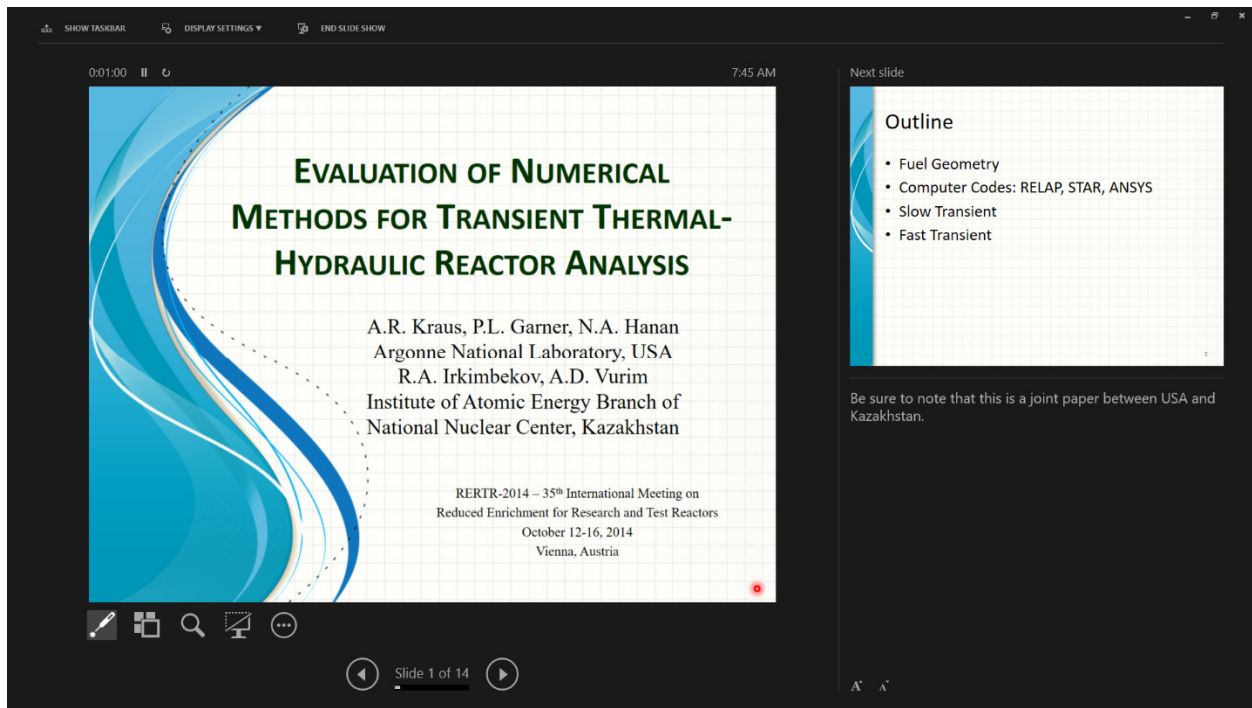 SHOW TASKBAR
DISPLAY SETTINGS ▼
END SLIDE SHOW
0:01:00
7:45 AM
EVALUATION OF NUMERICAL
METHODS FOR TRANSIENT THERMAL-
HYDRAULIC REACTOR ANALYSIS
A.R. Kraus, P.L. Garner, N.A. Hanan
Argonne National Laboratory, USA
R.A. Irkimbekov, A.D. Vurim
Institute of Atomic Energy Branch of
National Nuclear Center, Kazakhstan
RERTR-2014 – 35th International Meeting on
Reduced Enrichment for Research and Test Reactors
October 12-16, 2014
Vienna, Austria
Slide 1 of 14
Next slide
Outline
• Fuel Geometry
• Computer Codes: RELAP, STAR, ANSYS
• Slow Transient
• Fast Transient
2
Be sure to note that this is a joint paper between USA and
Kazakhstan.
A A